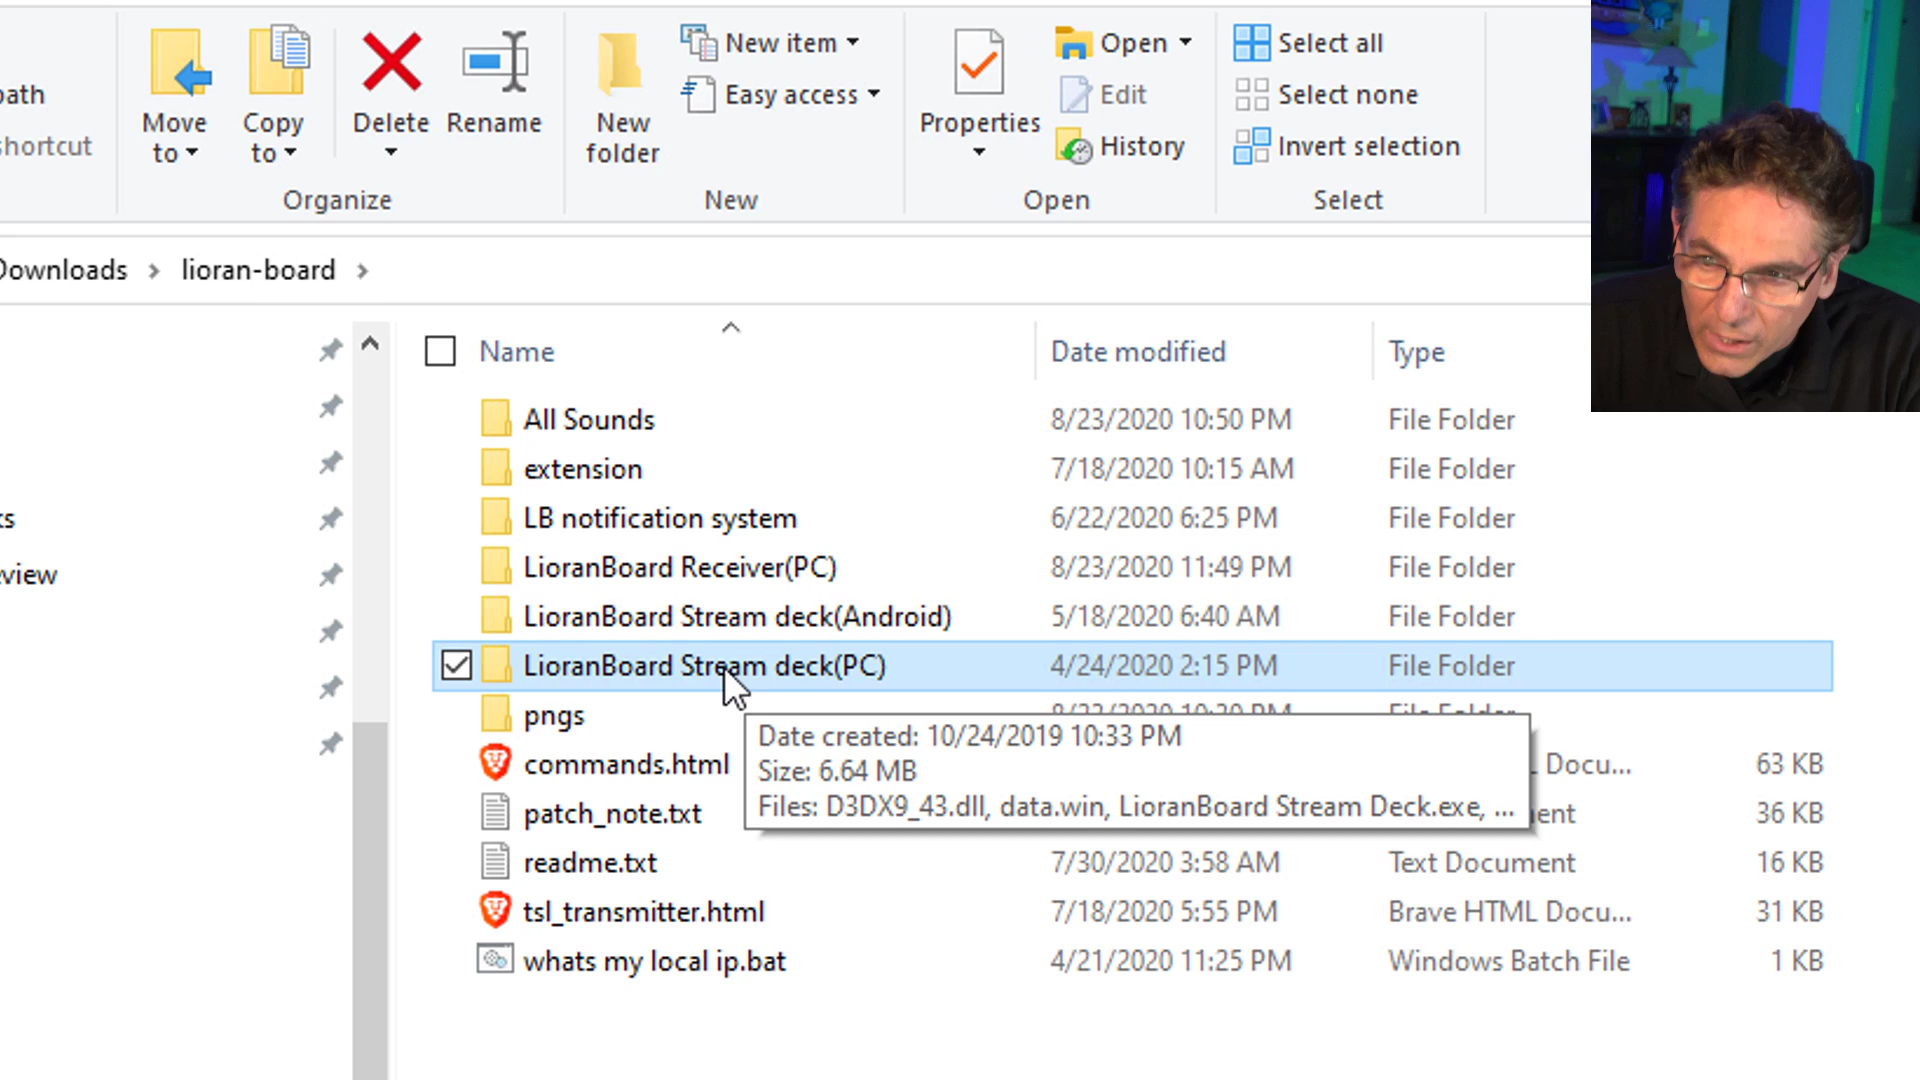 path
shortcut
Move to
Copy to
Delete
Rename
Organize
New folder
New item
Easy access
New
Properties
Open
Edit
History
Open
Select all
Select none
Invert selection
Select
Downloads > lioran-board >
Name Date modified Type
All Sounds 8/23/2020 10:50 PM File Folder
extension 7/18/2020 10:15 AM File Folder
LB notification system 6/22/2020 6:25 PM File Folder
LioranBoard Receiver(PC) 8/23/2020 11:49 PM File Folder
LioranBoard Stream deck(Android) 5/18/2020 6:40 AM File Folder
LioranBoard Stream deck(PC) 4/24/2020 2:15 PM File Folder
pngs
Date created: 10/24/2019 10:33 PM
Size: 6.64 MB
Files: D3DX9_43.dll, data.win, LioranBoard Stream Deck.exe, ...
commands.html Docu... 63 KB
patch_note.txt 36 KB
readme.txt 7/30/2020 3:58 AM Text Document 16 KB
tsl_transmitter.html 7/18/2020 5:55 PM Brave HTML Docu... 31 KB
whats my local ip.bat 4/21/2020 11:25 PM Windows Batch File 1 KB